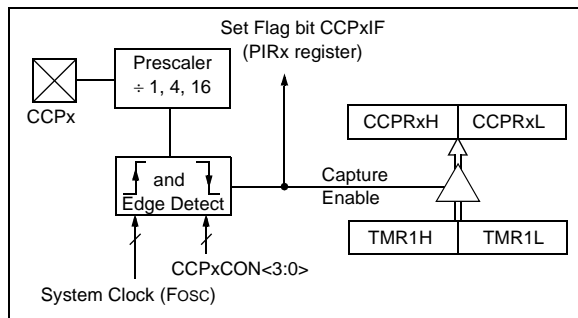 Set Flag bit CCPxIF
(PIRx register)
Prescaler
÷ 1, 4, 16
CCPx
CCPRxH CCPRxL
and
Edge Detect
Capture
Enable
TMR1H TMR1L
CCPxCON<3:0>
System Clock (FOSC)